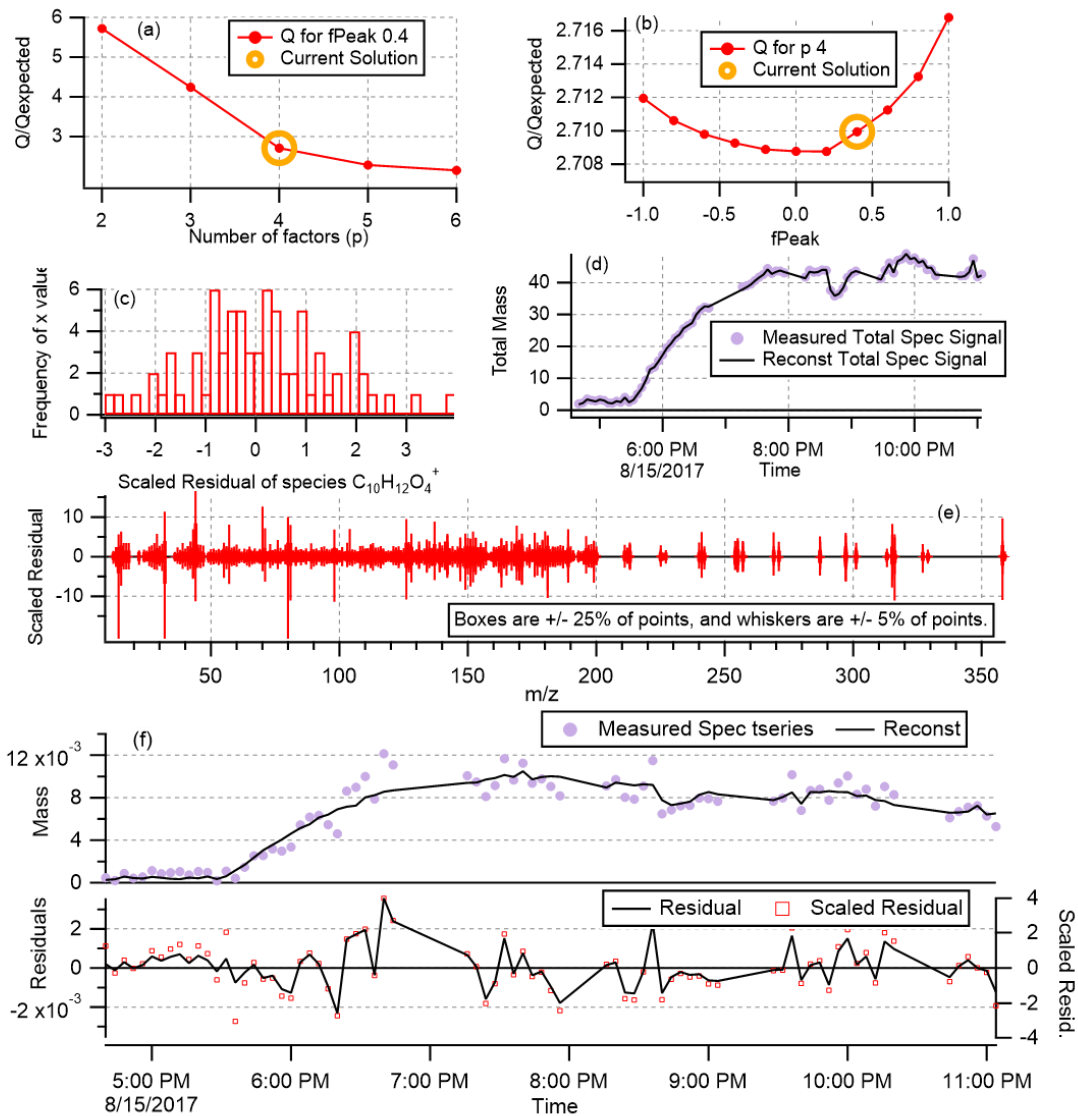 (a)
Q for fPeak 0.4
Current Solution
Q/Qexpected
6
5
4
3
2 3 4 5 6
Number of factors (p)
(b)
Q for p 4
Current Solution
Q/Qexpected
2.716
2.714
2.712
2.710
2.708
-1.0 -0.5 0.0 0.5 1.0
fPeak
(c)
Frequency of x value
6
4
2
0
-3 -2 -1 0 1 2 3
Scaled Residual of species C₁₀H₁₂O₄⁺
(d)
Total Mass
40
30
20
10
0
Measured Total Spec Signal
Reconst Total Spec Signal
6:00 PM 8:00 PM 10:00 PM
8/15/2017 Time
(e)
Scaled Residual
10
0
-10
Boxes are +/- 25% of points, and whiskers are +/- 5% of points.
50 100 150 200 250 300 350
m/z
Measured Spec tseries Reconst
(f)
Mass
12 x10⁻³
8
4
0
Residual Scaled Residual
Residuals
2
0
-2 x10⁻³
4
2
0
-2
-4
Scaled Resid.
5:00 PM 6:00 PM 7:00 PM 8:00 PM 9:00 PM 10:00 PM 11:00 PM
8/15/2017 Time